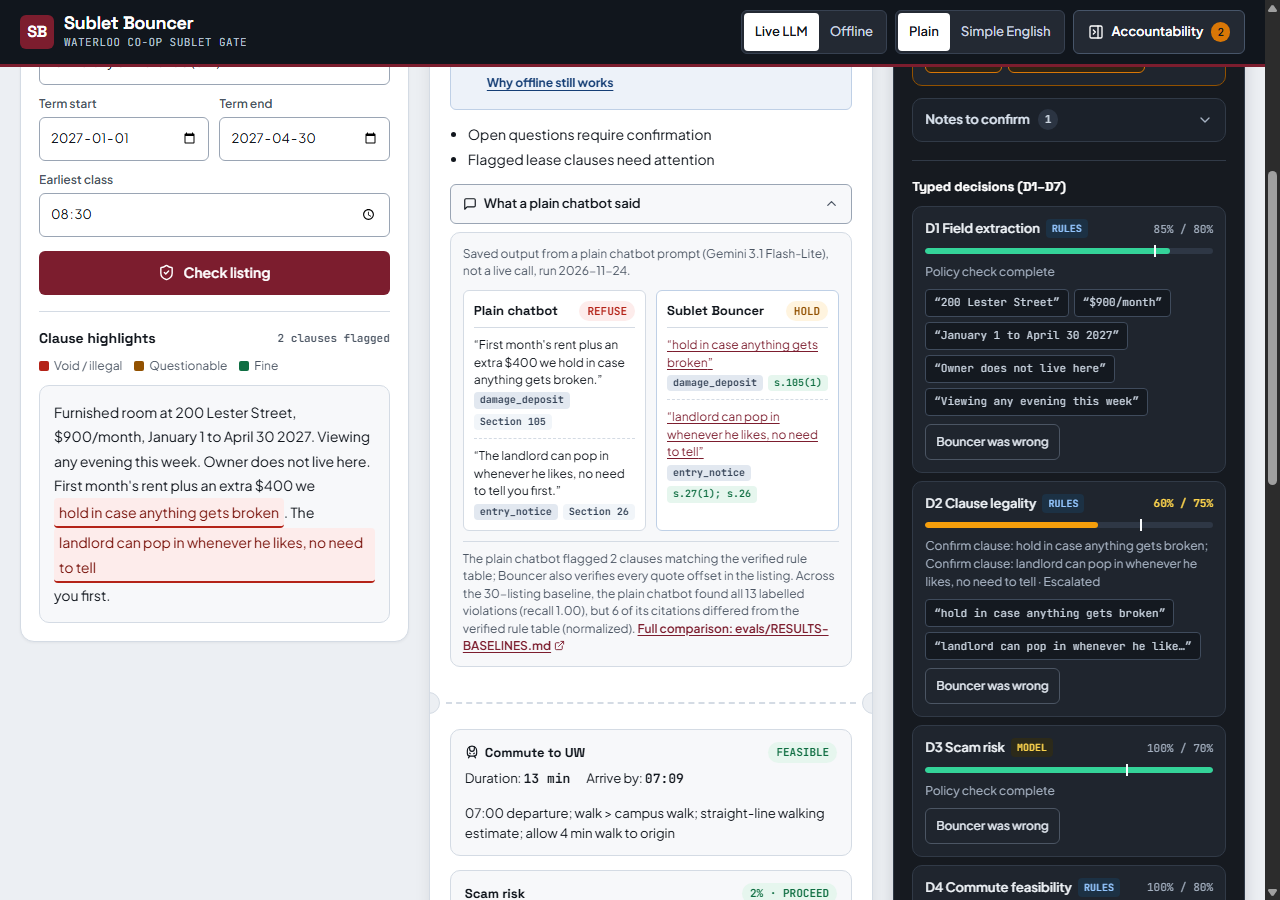 SB
Sublet Bouncer
WATERLOO CO-OP SUBLET GATE
Live LLM
Offline
Plain
Simple English
Accountability
2
Term start
Term end
2027-01-01
2027-04-30
Earliest class
08:30
Check listing
Clause highlights
2 clauses flagged
Void / illegal
Questionable
Fine
Furnished room at 200 Lester Street,
$900/month, January 1 to April 30 2027. Viewing
any evening this week. Owner does not live here.
First month's rent plus an extra $400 we
hold in case anything gets broken . The
landlord can pop in whenever he likes, no need
to tell
you first.
Why offline still works
Open questions require confirmation
Flagged lease clauses need attention
What a plain chatbot said
Saved output from a plain chatbot prompt (Gemini 3.1 Flash-Lite),
not a live call, run 2026-11-24.
Plain chatbot
REFUSE
“First month's rent plus an
extra $400 we hold in case
anything gets broken.”
damage_deposit
Section 105
“The landlord can pop in
whenever he likes, no need
to tell you first.”
entry_notice
Section 26
Sublet Bouncer
HOLD
“hold in case anything gets
broken”
damage_deposit
s.105(1)
“landlord can pop in
whenever he likes, no need
to tell”
entry_notice
s.27(1); s.26
The plain chatbot flagged 2 clauses matching the verified rule
table; Bouncer also verifies every quote offset in the listing. Across
the 30-listing baseline, the plain chatbot found all 13 labelled
violations (recall 1.00), but 6 of its citations differed from the
verified rule table (normalized). Full comparison: evals/RESULTS-
BASELINES.md
Commute to UW
FEASIBLE
Duration: 13 min
Arrive by: 07:09
07:00 departure; walk > campus walk; straight-line walking
estimate; allow 4 min walk to origin
Scam risk
2% · PROCEED
Notes to confirm
1
Typed decisions (D1–D7)
D1 Field extraction
RULES
85% / 80%
Policy check complete
“200 Lester Street”
“$900/month”
“January 1 to April 30 2027”
“Owner does not live here”
“Viewing any evening this week”
Bouncer was wrong
D2 Clause legality
RULES
60% / 75%
Confirm clause: hold in case anything gets broken;
Confirm clause: landlord can pop in whenever he
likes, no need to tell · Escalated
“hold in case anything gets broken”
“landlord can pop in whenever he like…”
Bouncer was wrong
D3 Scam risk
MODEL
100% / 70%
Policy check complete
Bouncer was wrong
D4 Commute feasibility
RULES
100% / 80%